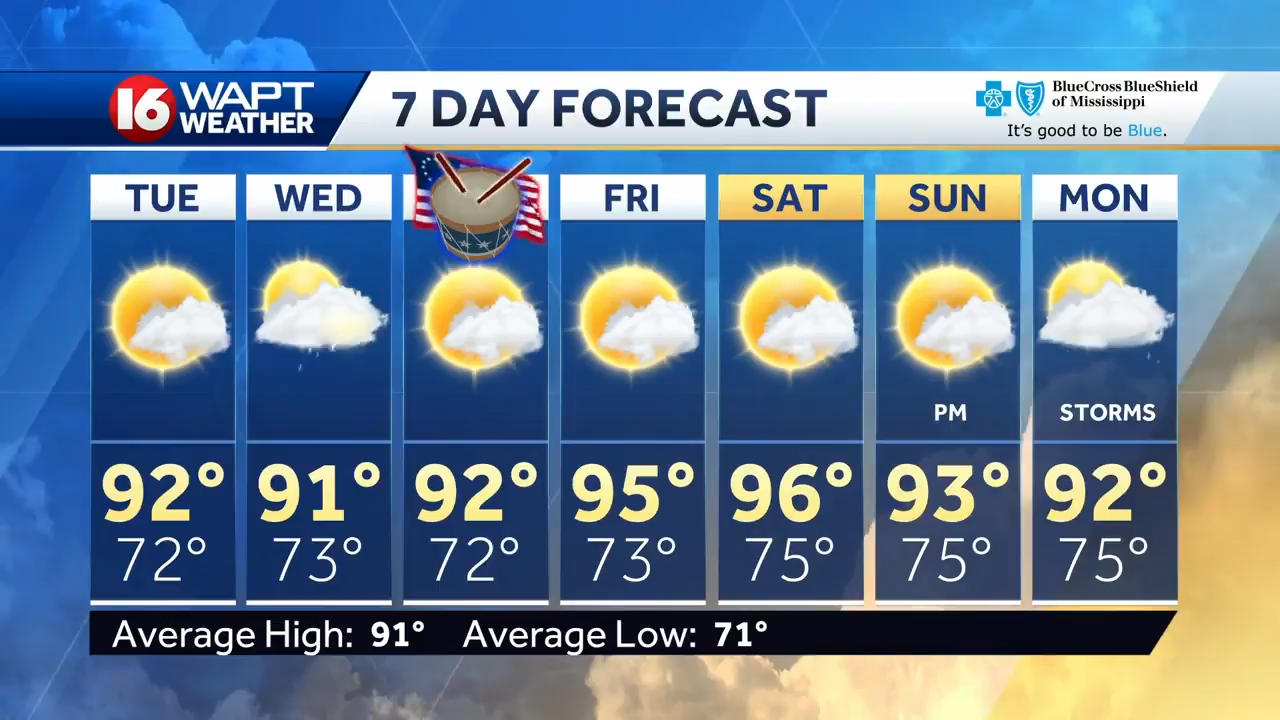 16 WAPT WEATHER
7 DAY FORECAST
BlueCross BlueShield
of Mississippi
It's good to be Blue.
TUE WED FRI SAT SUN MON
PM STORMS
92° 91° 92° 95° 96° 93° 92°
72° 73° 72° 73° 75° 75° 75°
Average High: 91° Average Low: 71°